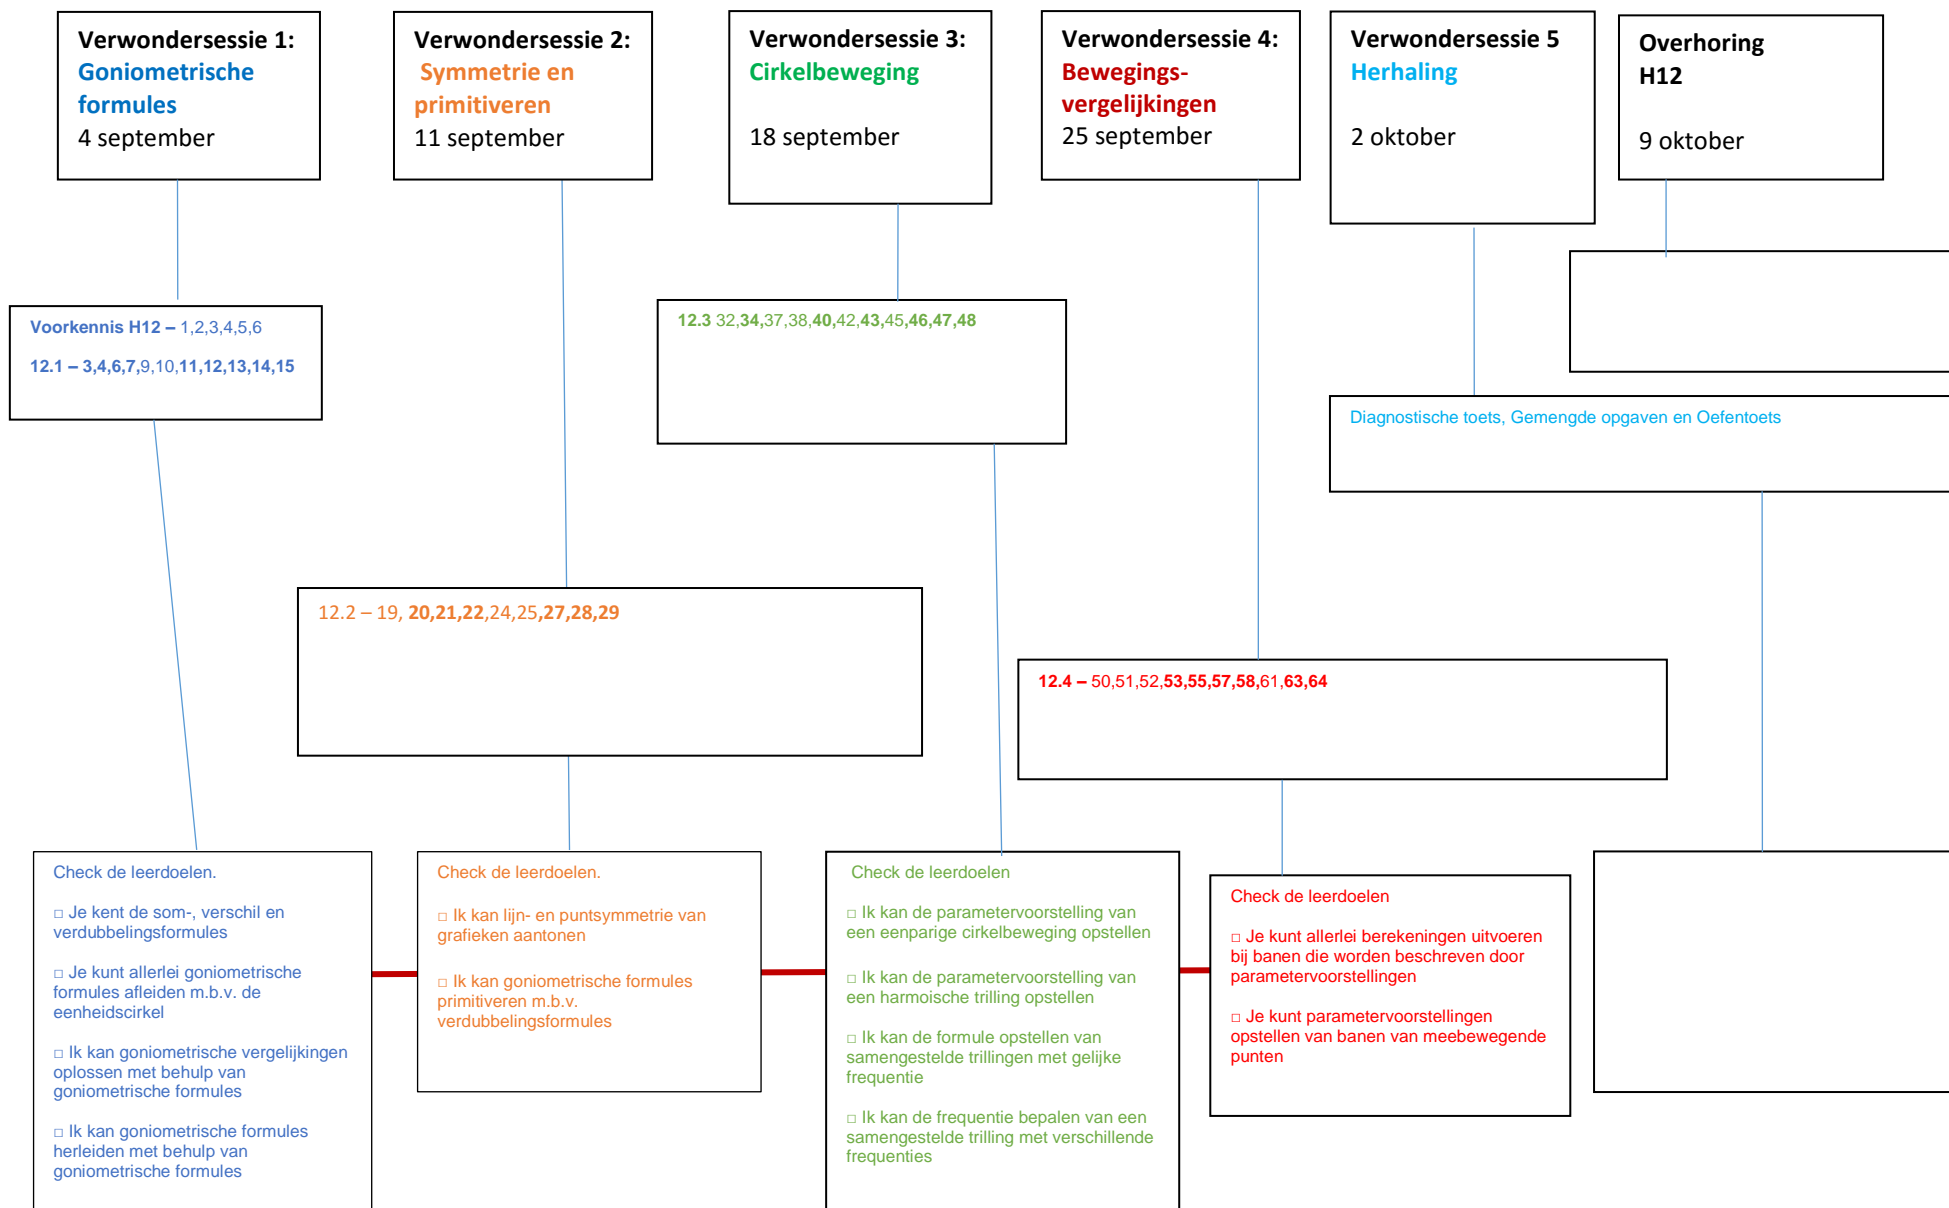 Verwondersessie 1:
Goniometrische
formules
4 september
Verwondersessie 2:
Symmetrie en
primitiveren
11 september
Verwondersessie 3:
Cirkelbeweging
18 september
Verwondersessie 4:
Bewegings-
vergelijkingen
25 september
Verwondersessie 5
Herhaling
2 oktober
Overhoring
H12
9 oktober
Voorkennis H12 – 1,2,3,4,5,6
12.1 – 3,4,6,7,9,10,11,12,13,14,15
12.3 32,34,37,38,40,42,43,45,46,47,48
Diagnostische toets, Gemengde opgaven en Oefentoets
12.2 – 19, 20,21,22,24,25,27,28,29
12.4 – 50,51,52,53,55,57,58,61,63,64
Check de leerdoelen.
□ Je kent de som-, verschil en
verdubbelingsformules
□ Je kunt allerlei goniometrische
formules afleiden m.b.v. de
eenheidscirkel
□ Ik kan goniometrische vergelijkingen
oplossen met behulp van
goniometrische formules
□ Ik kan goniometrische formules
herleiden met behulp van
goniometrische formules
Check de leerdoelen.
□ Ik kan lijn- en puntsymmetrie van
grafieken aantonen
□ Ik kan goniometrische formules
primitiveren m.b.v.
verdubbelingsformules
Check de leerdoelen
□ Ik kan de parametervoorstelling van
een eenparige cirkelbeweging opstellen
□ Ik kan de parametervoorstelling van
een harmoische trilling opstellen
□ Ik kan de formule opstellen van
samengestelde trillingen met gelijke
frequentie
□ Ik kan de frequentie bepalen van een
samengestelde trilling met verschillende
frequenties
Check de leerdoelen
□ Je kunt allerlei berekeningen uitvoeren
bij banen die worden beschreven door
parametervoorstellingen
□ Je kunt parametervoorstellingen
opstellen van banen van meebewegende
punten